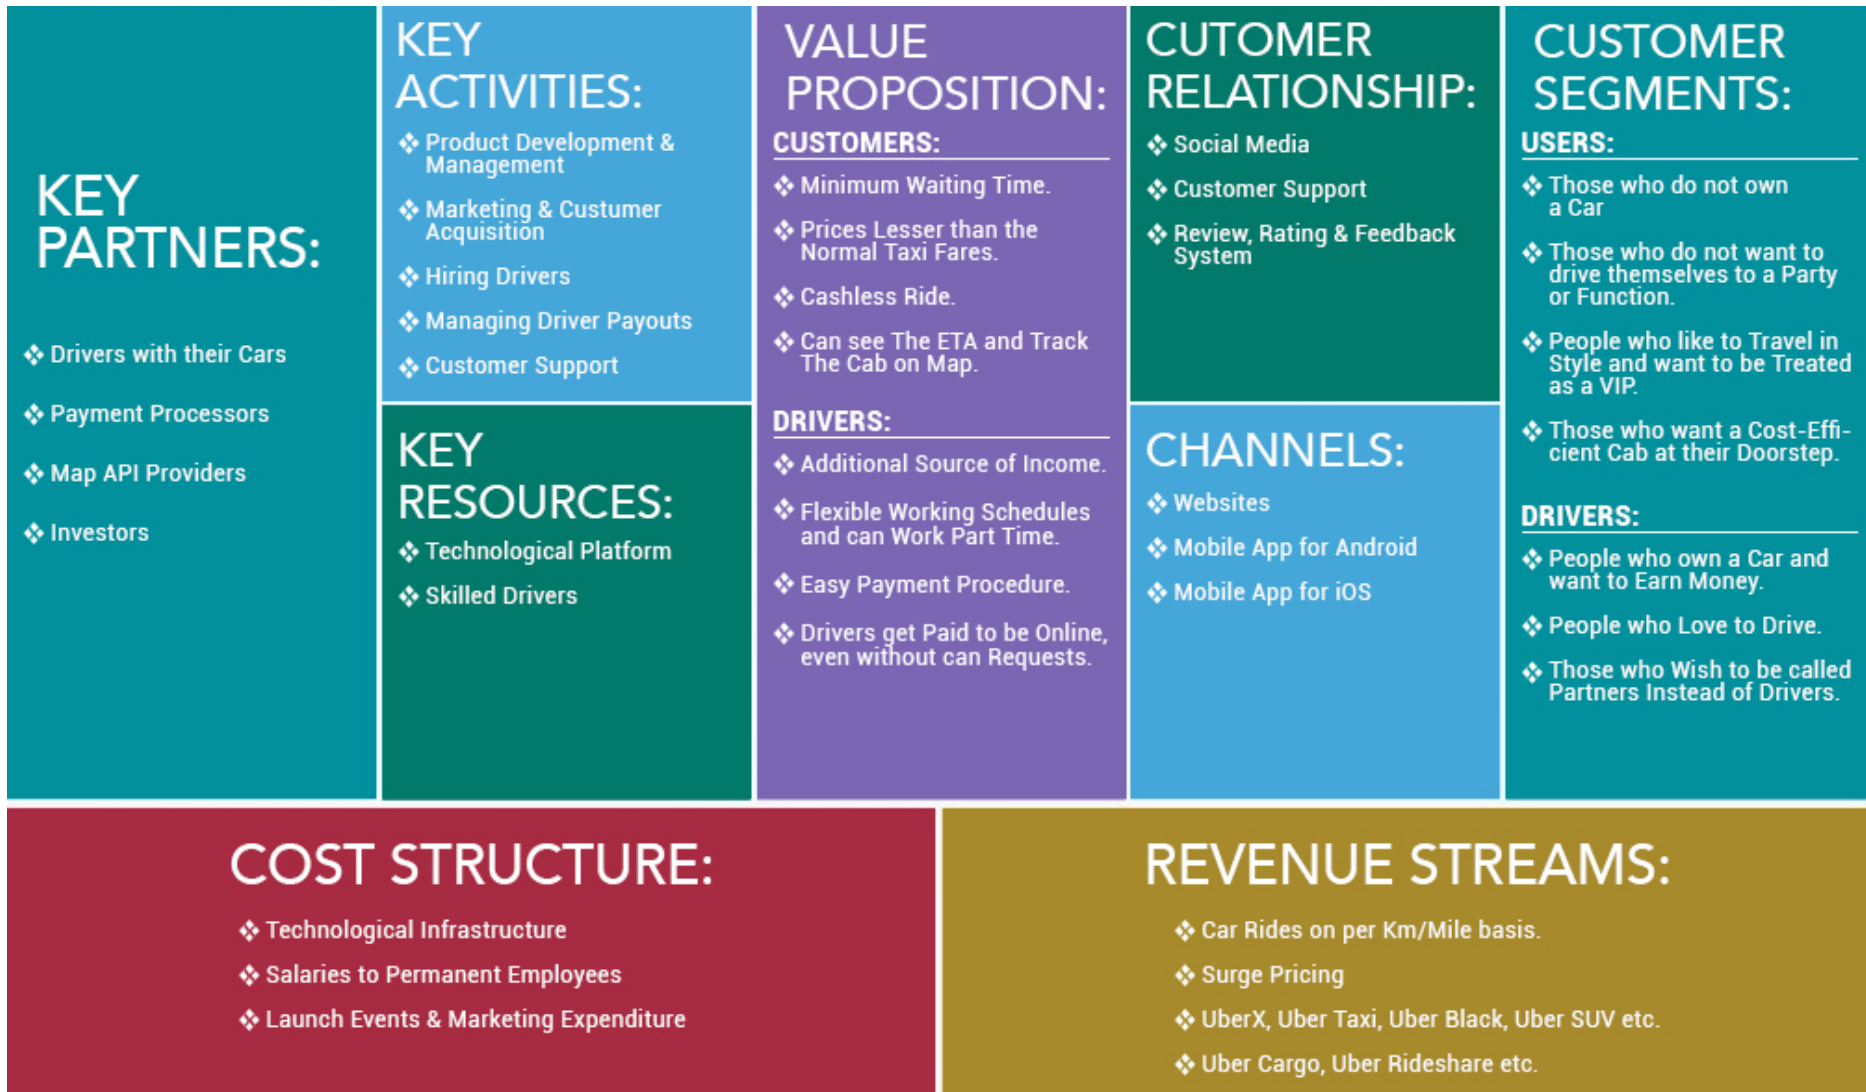 KEY
PARTNERS:
Drivers with their Cars
Payment Processors
Map API Providers
Investors
KEY
ACTIVITIES:
Product Development &
Management
Marketing & Custumer
Acquisition
Hiring Drivers
Managing Driver Payouts
Customer Support
KEY
RESOURCES:
Technological Platform
Skilled Drivers
VALUE
PROPOSITION:
CUSTOMERS:
Minimum Waiting Time.
Prices Lesser than the
Normal Taxi Fares.
Cashless Ride.
Can see The ETA and Track
The Cab on Map.
DRIVERS:
Additional Source of Income.
Flexible Working Schedules
and can Work Part Time.
Easy Payment Procedure.
Drivers get Paid to be Online,
even without can Requests.
CUTOMER
RELATIONSHIP:
Social Media
Customer Support
Review, Rating & Feedback
System
CHANNELS:
Websites
Mobile App for Android
Mobile App for iOS
CUSTOMER
SEGMENTS:
USERS:
Those who do not own
a Car
Those who do not want to
drive themselves to a Party
or Function.
People who like to Travel in
Style and want to be Treated
as a VIP.
Those who want a Cost-Effi-
cient Cab at their Doorstep.
DRIVERS:
People who own a Car and
want to Earn Money.
People who Love to Drive.
Those who Wish to be called
Partners Instead of Drivers.
COST STRUCTURE:
Technological Infrastructure
Salaries to Permanent Employees
Launch Events & Marketing Expenditure
REVENUE STREAMS:
Car Rides on per Km/Mile basis.
Surge Pricing
UberX, Uber Taxi, Uber Black, Uber SUV etc.
Uber Cargo, Uber Rideshare etc.